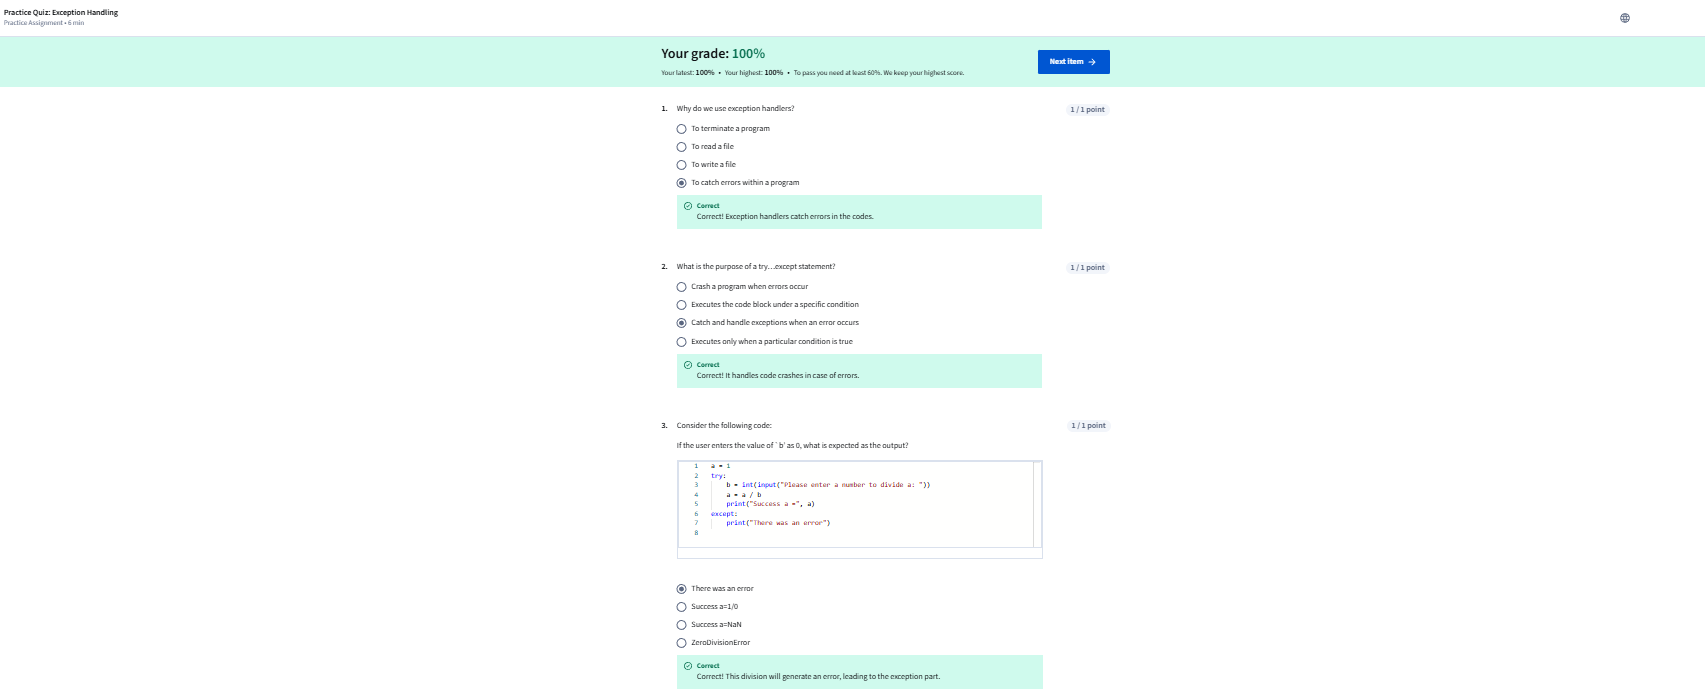 Practice Quiz: Exception Handling
Practice Assignment • 6 min
Your grade: 100%
Your latest: 100% • Your highest: 100% • To pass you need at least 60%. We keep your highest score.
Next item →
1. Why do we use exception handlers?
1 / 1 point
To terminate a program
To read a file
To write a file
To catch errors within a program
Correct
Correct! Exception handlers catch errors in the codes.
2. What is the purpose of a try…except statement?
1 / 1 point
Crash a program when errors occur
Executes the code block under a specific condition
Catch and handle exceptions when an error occurs
Executes only when a particular condition is true
Correct
Correct! It handles code crashes in case of errors.
3. Consider the following code:
1 / 1 point
If the user enters the value of `b' as 0, what is expected as the output?
1 a = 1
2 try:
3 b = int(input("Please enter a number to divide a: "))
4 a = a / b
5 print("Success a =", a)
6 except:
7 print("There was an error")
8
There was an error
Success a=1/0
Success a=NaN
ZeroDivisionError
Correct
Correct! This division will generate an error, leading to the exception part.